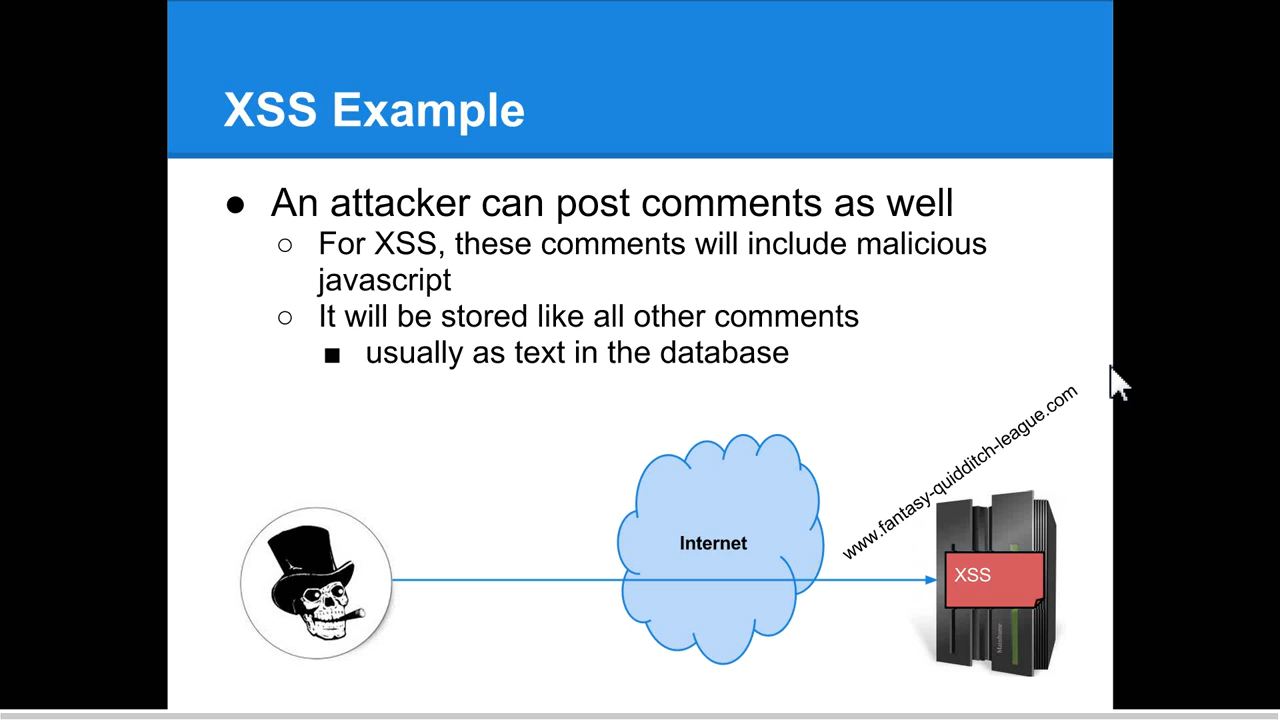 XSS Example
● An attacker can post comments as well
○ For XSS, these comments will include malicious
javascript
○ It will be stored like all other comments
■ usually as text in the database
www.fantasy-quidditch-league.com
Internet
XSS
Mainframe